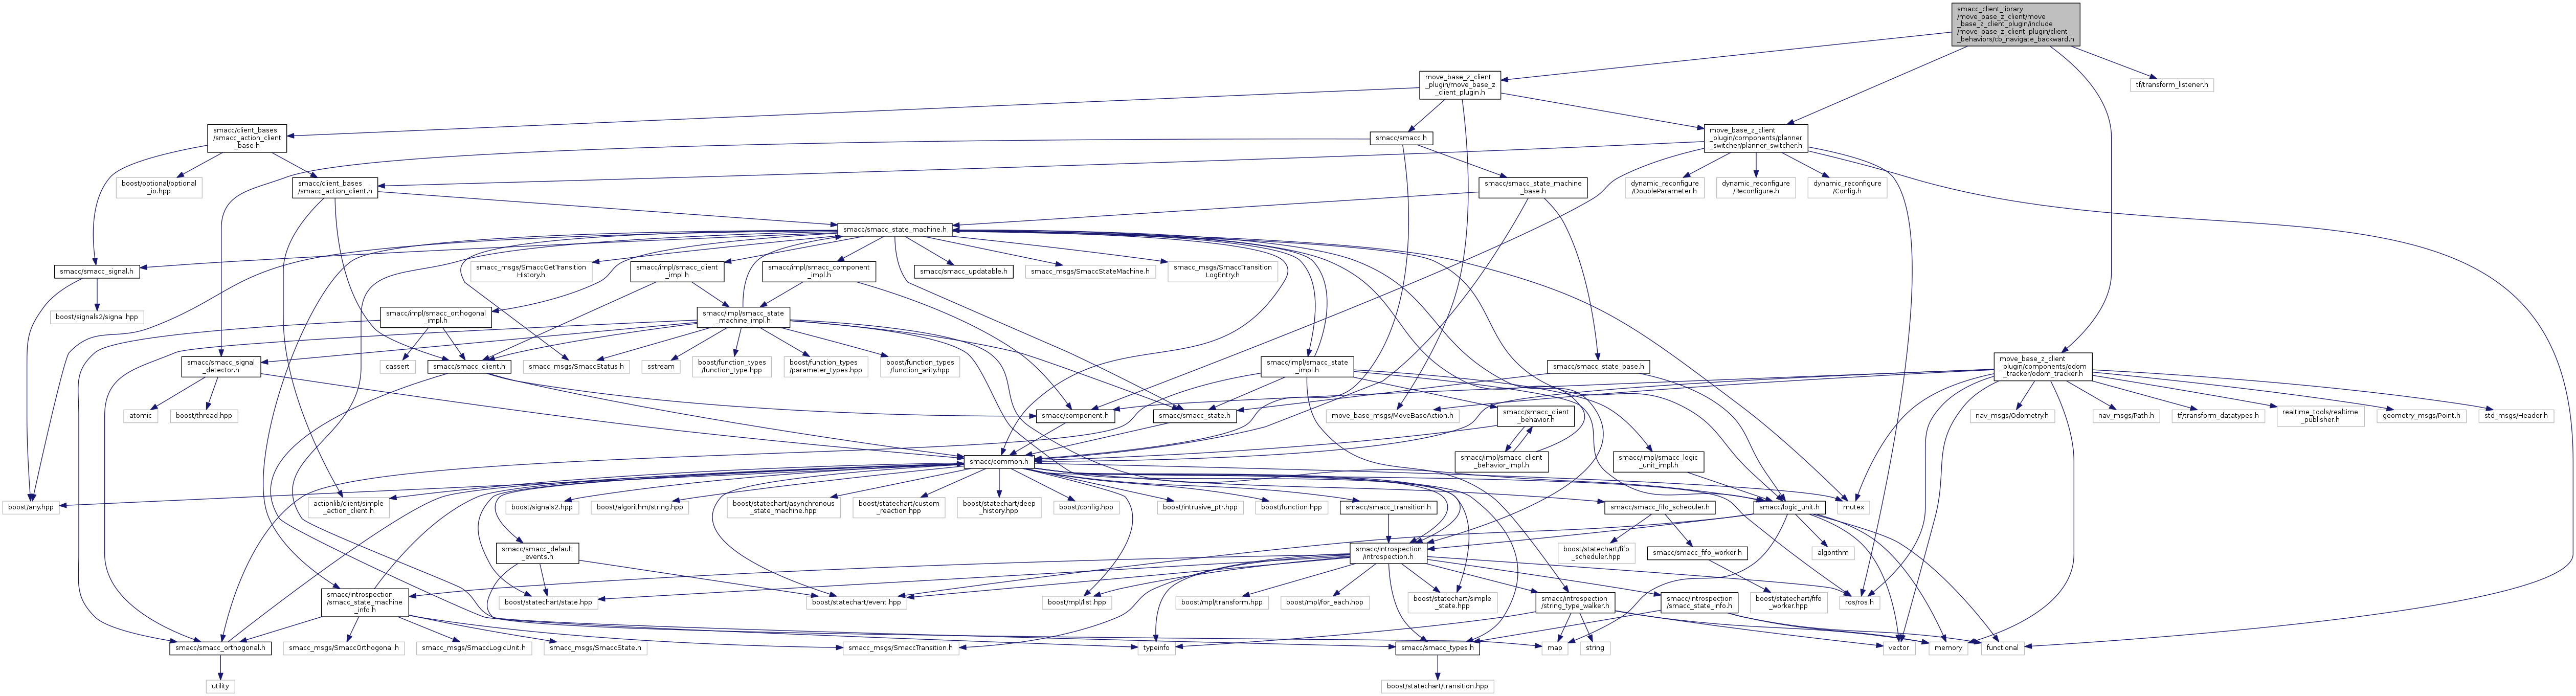 smacc_client_library
/move_base_z_client/move
_base_z_client_plugin/include
/move_base_z_client_plugin/client
_behaviors/cb_navigate_backward.h
move_base_z_client
_plugin/move_base_z
_client_plugin.h
tf/transform_listener.h
smacc/client_bases
/smacc_action_client
_base.h
smacc/smacc.h
move_base_z_client
_plugin/components/planner
_switcher/planner_switcher.h
boost/optional/optional
_io.hpp
smacc/client_bases
/smacc_action_client.h
smacc/smacc_state_machine
_base.h
dynamic_reconfigure
/DoubleParameter.h
dynamic_reconfigure
/Reconfigure.h
dynamic_reconfigure
/Config.h
smacc/smacc_state_machine.h
smacc/smacc_signal.h
smacc_msgs/SmaccGetTransition
History.h
smacc/impl/smacc_client
_impl.h
smacc/impl/smacc_component
_impl.h
smacc/smacc_updatable.h
smacc_msgs/SmaccStateMachine.h
smacc_msgs/SmaccTransition
LogEntry.h
boost/signals2/signal.hpp
smacc/impl/smacc_orthogonal
_impl.h
smacc/impl/smacc_state
_machine_impl.h
smacc/smacc_signal
_detector.h
cassert
smacc/smacc_client.h
smacc_msgs/SmaccStatus.h
sstream
boost/function_types
/function_type.hpp
boost/function_types
/parameter_types.hpp
boost/function_types
/function_arity.hpp
smacc/impl/smacc_state
_impl.h
smacc/smacc_state_base.h
move_base_z_client
_plugin/components/odom
_tracker/odom_tracker.h
atomic
boost/thread.hpp
smacc/component.h
smacc/smacc_state.h
move_base_msgs/MoveBaseAction.h
smacc/smacc_client
_behavior.h
nav_msgs/Odometry.h
nav_msgs/Path.h
tf/transform_datatypes.h
realtime_tools/realtime
_publisher.h
geometry_msgs/Point.h
std_msgs/Header.h
smacc/common.h
smacc/impl/smacc_client
_behavior_impl.h
smacc/impl/smacc_logic
_unit_impl.h
boost/any.hpp
actionlib/client/simple
_action_client.h
boost/signals2.hpp
boost/algorithm/string.hpp
boost/statechart/asynchronous
_state_machine.hpp
boost/statechart/custom
_reaction.hpp
boost/statechart/deep
_history.hpp
boost/config.hpp
boost/intrusive_ptr.hpp
boost/function.hpp
smacc/smacc_transition.h
smacc/smacc_fifo_scheduler.h
smacc/logic_unit.h
mutex
smacc/smacc_default
_events.h
smacc/introspection
/introspection.h
boost/statechart/fifo
_scheduler.hpp
smacc/smacc_fifo_worker.h
algorithm
smacc/introspection
/smacc_state_machine
_info.h
boost/statechart/state.hpp
boost/statechart/event.hpp
boost/mpl/list.hpp
boost/mpl/transform.hpp
boost/mpl/for_each.hpp
boost/statechart/simple
_state.hpp
smacc/introspection
/string_type_walker.h
smacc/introspection
/smacc_state_info.h
boost/statechart/fifo
_worker.hpp
ros/ros.h
smacc/smacc_orthogonal.h
smacc_msgs/SmaccOrthogonal.h
smacc_msgs/SmaccLogicUnit.h
smacc_msgs/SmaccState.h
smacc_msgs/SmaccTransition.h
typeinfo
smacc/smacc_types.h
map
string
vector
memory
functional
utility
boost/statechart/transition.hpp